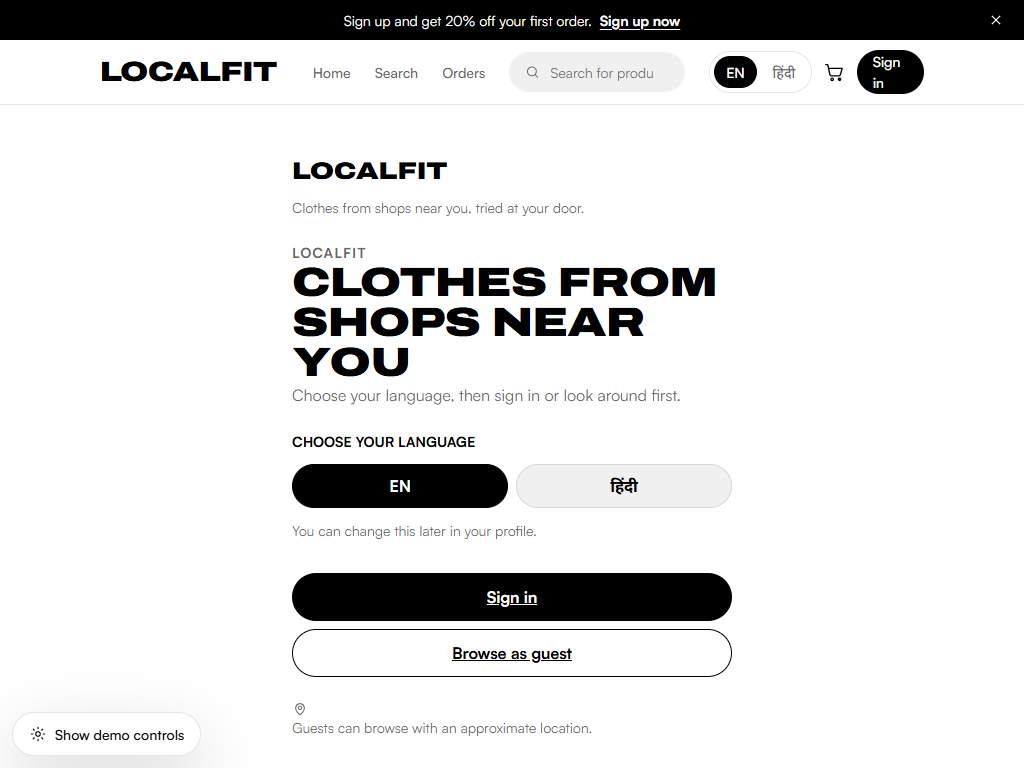 Sign up and get 20% off your first order. Sign up now
LOCALFIT
Home
Search
Orders
Search for produ
EN
हिंदी
Sign
in
LOCALFIT
Clothes from shops near you, tried at your door.
LOCALFIT
CLOTHES FROM
SHOPS NEAR
YOU
Choose your language, then sign in or look around first.
CHOOSE YOUR LANGUAGE
EN
हिंदी
You can change this later in your profile.
Sign in
Browse as guest
Guests can browse with an approximate location.
Show demo controls